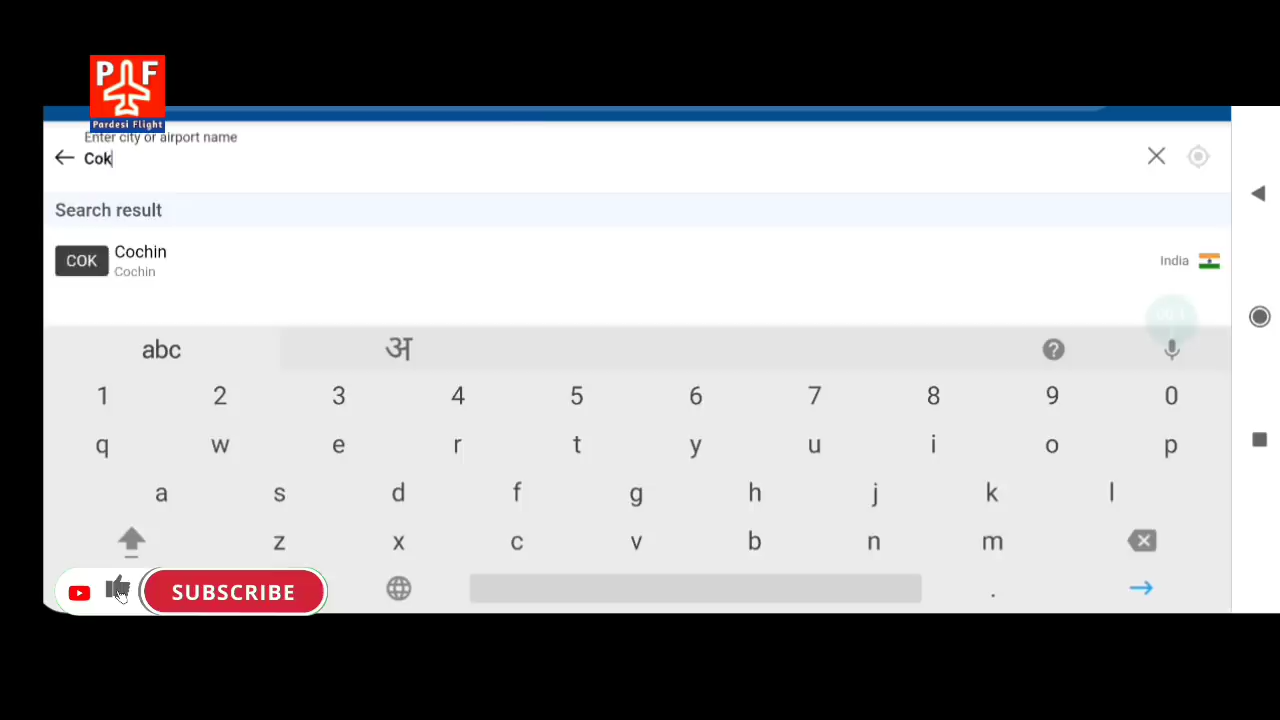 P F
Pardesi Flight
Enter city or airport name
Cok
Search result
COK
Cochin
Cochin
India
abc
अ
?
1 2 3 4 5 6 7 8 9 0
q w e r t y u i o p
a s d f g h j k l
z x c v b n m
SUBSCRIBE
.